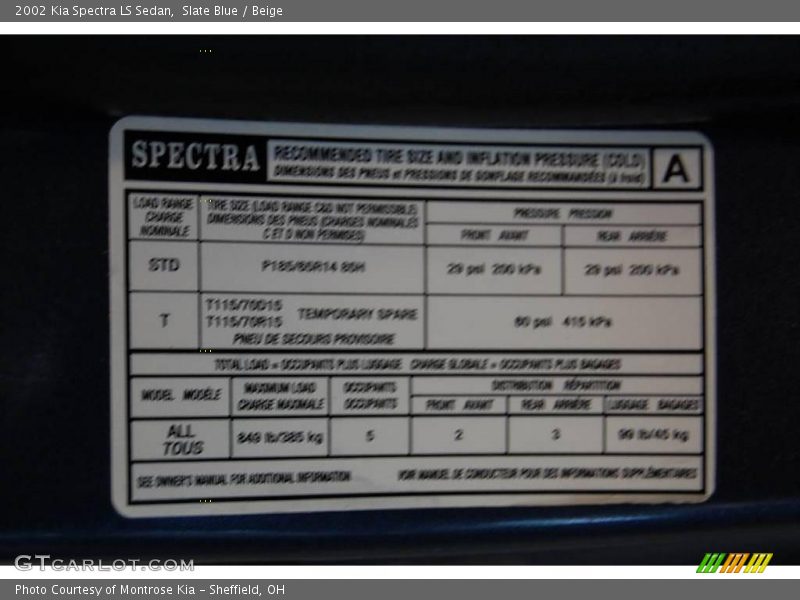 2002 Kia Spectra LS Sedan,  Slate Blue / Beige
SPECTRA
RECOMMENDED TIRE SIZE AND INFLATION PRESSURE (COLD)
DIMENSIONS DES PNEUS et PRESSIONS DE GONFLAGE RECOMMANDÉES (à froid)
A
LOAD RANGE
CHARGE
NOMINALE
TIRE SIZE (LOAD RANGE C&D NOT PERMISSIBLE)
DIMENSIONS DES PNEUS (CHARGES NOMINALES
C ET D NON PERMISES)
PRESSURE PRESSION
FRONT AVANT
REAR ARRIÈRE
STD
P185/65R14 85H
29 psi 200 kPa
29 psi 200 kPa
T
T115/70D15
T115/70R15
TEMPORARY SPARE
PNEU DE SECOURS PROVISOIRE
60 psi 415 kPa
TOTAL LOAD = OCCUPANTS PLUS LUGGAGE CHARGE GLOBALE = OCCUPANTS PLUS BAGAGES
MODEL MODÈLE
MAXIMUM LOAD
CHARGE MAXIMALE
OCCUPANTS
OCCUPANTS
DISTRIBUTION RÉPARTITION
FRONT AVANT
REAR ARRIÈRE
LUGGAGE BAGAGES
ALL
TOUS
849 lb/385 kg
5
2
3
99 lb/45 kg
SEE OWNER'S MANUAL FOR ADDITIONAL INFORMATION
VOIR MANUEL DE CONDUCTEUR POUR DES INFORMATIONS SUPPLÉMENTAIRES
GTcarlot.com
Photo Courtesy of Montrose Kia – Sheffield, OH